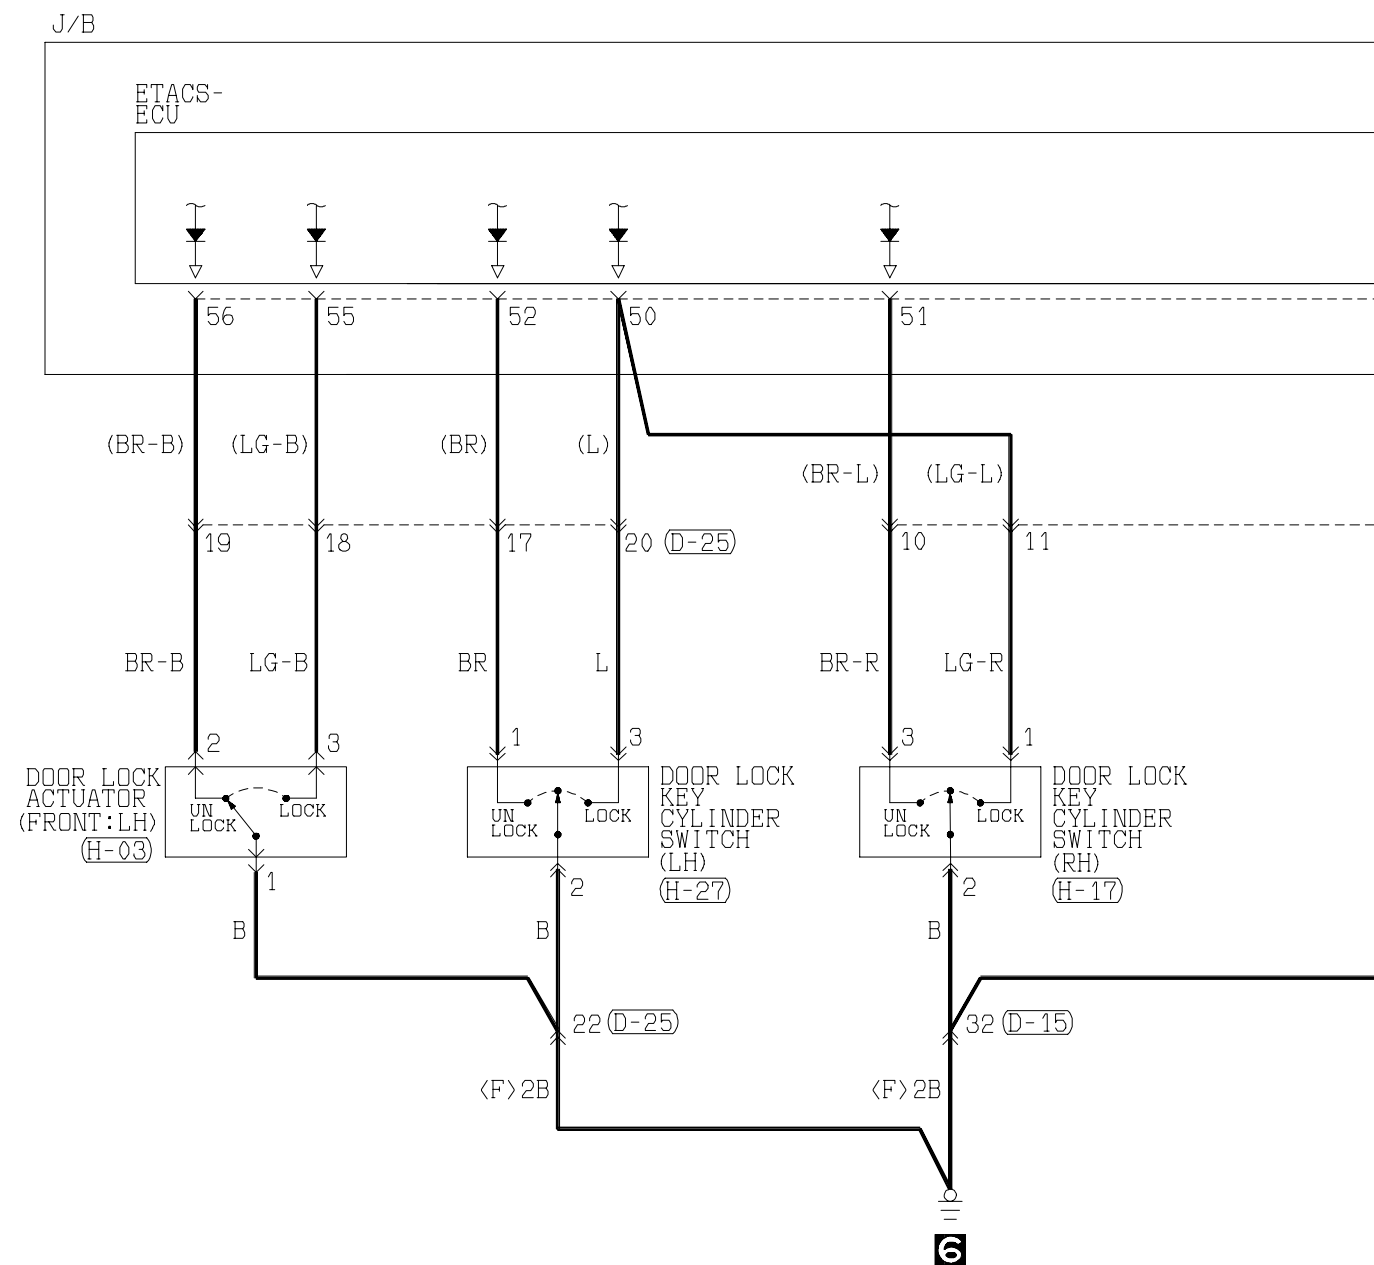 J/B
ETACS-
ECU
56
55
52
50
51
(BR-B)
(LG-B)
(BR)
(L)
(BR-L)
(LG-L)
19
18
17
20 (D-25)
10
11
BR-B
LG-B
BR
L
BR-R
LG-R
2
3
1
3
3
1
DOOR LOCK
ACTUATOR
(FRONT:LH)
(H-03)
UN
LOCK
LOCK
UN
LOCK
LOCK
DOOR LOCK
KEY
CYLINDER
SWITCH
(LH)
(H-27)
UN
LOCK
LOCK
DOOR LOCK
KEY
CYLINDER
SWITCH
(RH)
(H-17)
1
2
2
B
B
B
22 (D-25)
32 (D-15)
<F>2B
<F>2B
6